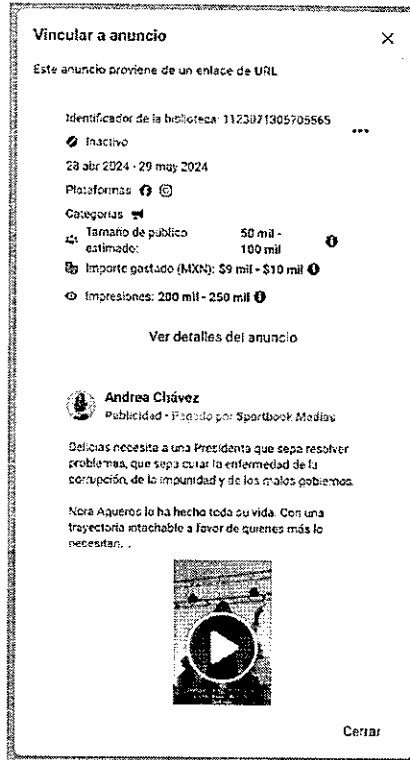 Vincular a anuncio
Este anuncio proviene de un enlace de URL
Identificador de la biblioteca: 1123071305705565
Inactivo
28 abr 2024 - 29 may 2024
Plataformas
Categorías
Tamaño de público estimado: 50 mil - 100 mil
Importe gastado (MXN): $9 mil - $10 mil
Impresiones: 200 mil - 250 mil
Ver detalles del anuncio
Andrea Chávez
Publicidad • Pagado por Sportbook Medias
Delicias necesita a una Presidenta que sepa resolver
problemas, que sepa curar la enfermedad de la
corrupción, de la impunidad y de los malos gobiernos.
Nora Agueros lo ha hecho toda su vida. Con una
trayectoria intachable a favor de quienes más lo
necesitan...
Cerrar